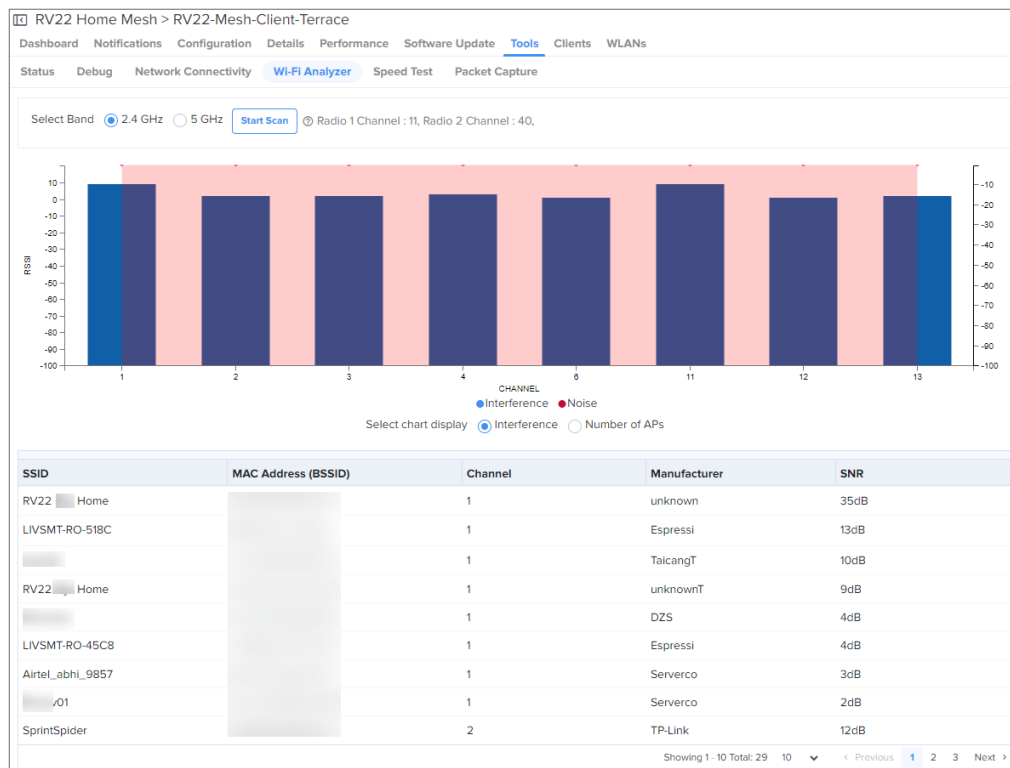 RV22 Home Mesh > RV22-Mesh-Client-Terrace
Dashboard Notifications Configuration Details Performance Software Update Tools Clients WLANs
Status Debug Network Connectivity Wi-Fi Analyzer Speed Test Packet Capture
Select Band 2.4 GHz 5 GHz Start Scan Radio 1 Channel : 11, Radio 2 Channel : 40,
10 -10
0 -20
-10 -30
-20 -40
-30 -50
-40 -60
-50 -70
-60 -80
-70 -90
-80 -100
-90
-100
RSSI
1 2 3 4 6 11 12 13
CHANNEL
Interference Noise
Select chart display Interference Number of APs
SSID MAC Address (BSSID) Channel Manufacturer SNR
RV22 Home 1 unknown 35dB
LIVSMT-RO-518C 1 Espressi 13dB
1 TaicangT 10dB
RV22 Home 1 unknownT 9dB
1 DZS 4dB
LIVSMT-RO-45C8 1 Espressi 4dB
Airtel_abhi_9857 1 Serverco 3dB
v01 1 Serverco 2dB
SprintSpider 2 TP-Link 12dB
Showing 1 - 10 Total: 29 10 < Previous 1 2 3 Next >